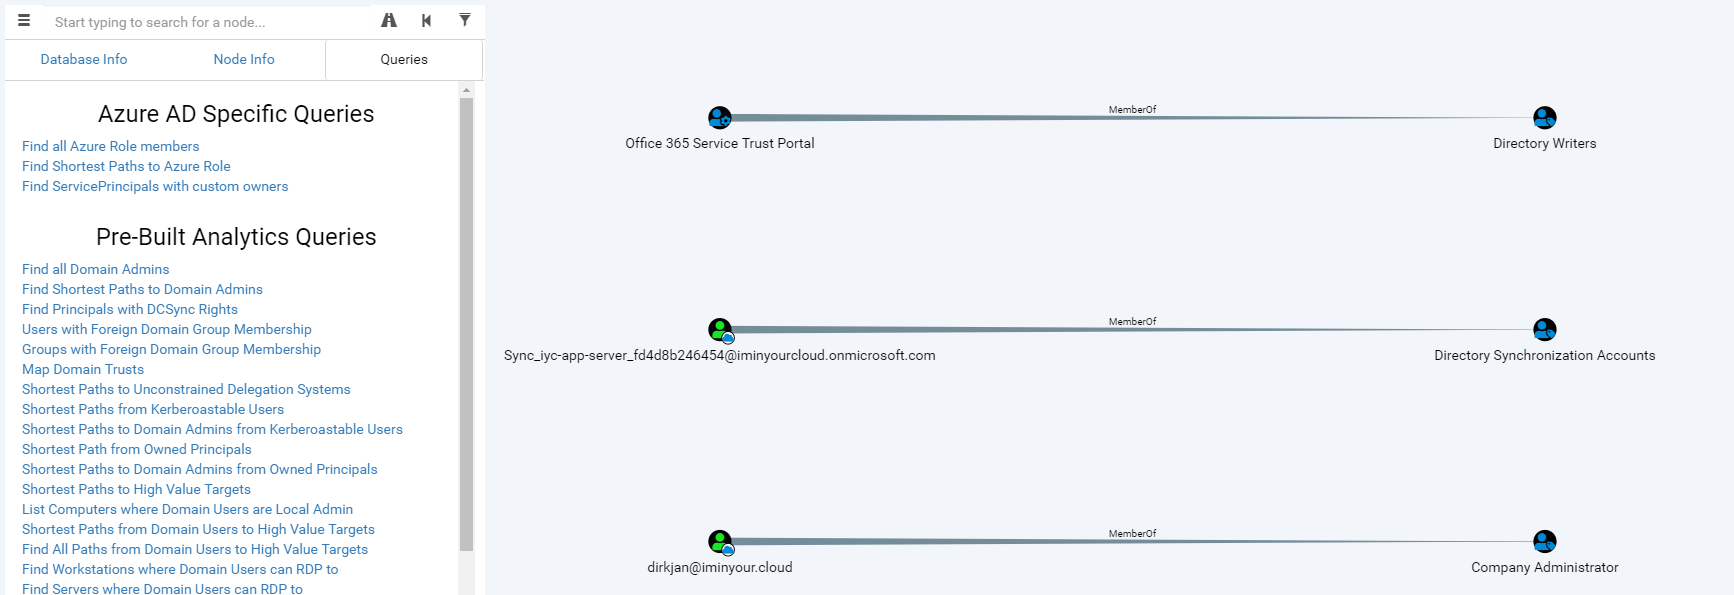 Start typing to search for a node...
Database Info
Node Info
Queries
Azure AD Specific Queries
Find all Azure Role members
Find Shortest Paths to Azure Role
Find ServicePrincipals with custom owners
Pre-Built Analytics Queries
Find all Domain Admins
Find Shortest Paths to Domain Admins
Find Principals with DCSync Rights
Users with Foreign Domain Group Membership
Groups with Foreign Domain Group Membership
Map Domain Trusts
Shortest Paths to Unconstrained Delegation Systems
Shortest Paths from Kerberoastable Users
Shortest Paths to Domain Admins from Kerberoastable Users
Shortest Path from Owned Principals
Shortest Paths to Domain Admins from Owned Principals
Shortest Paths to High Value Targets
List Computers where Domain Users are Local Admin
Shortest Paths from Domain Users to High Value Targets
Find All Paths from Domain Users to High Value Targets
Find Workstations where Domain Users can RDP to
Find Servers where Domain Users can RDP to
MemberOf
Office 365 Service Trust Portal
Directory Writers
MemberOf
Sync_iyc-app-server_fd4d8b246454@iminyourcloud.onmicrosoft.com
Directory Synchronization Accounts
MemberOf
dirkjan@iminyour.cloud
Company Administrator